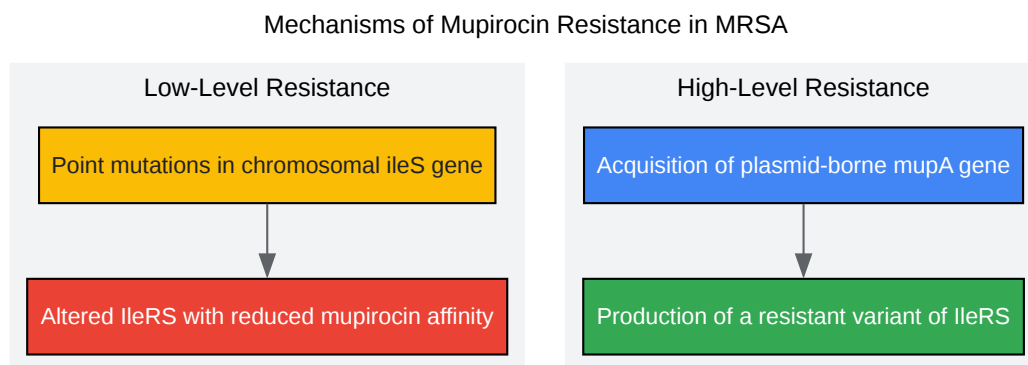 Mechanisms of Mupirocin Resistance in MRSA
Low-Level Resistance
Point mutations in chromosomal ileS gene
Altered IleRS with reduced mupirocin affinity
High-Level Resistance
Acquisition of plasmid-borne mupA gene
Production of a resistant variant of IleRS